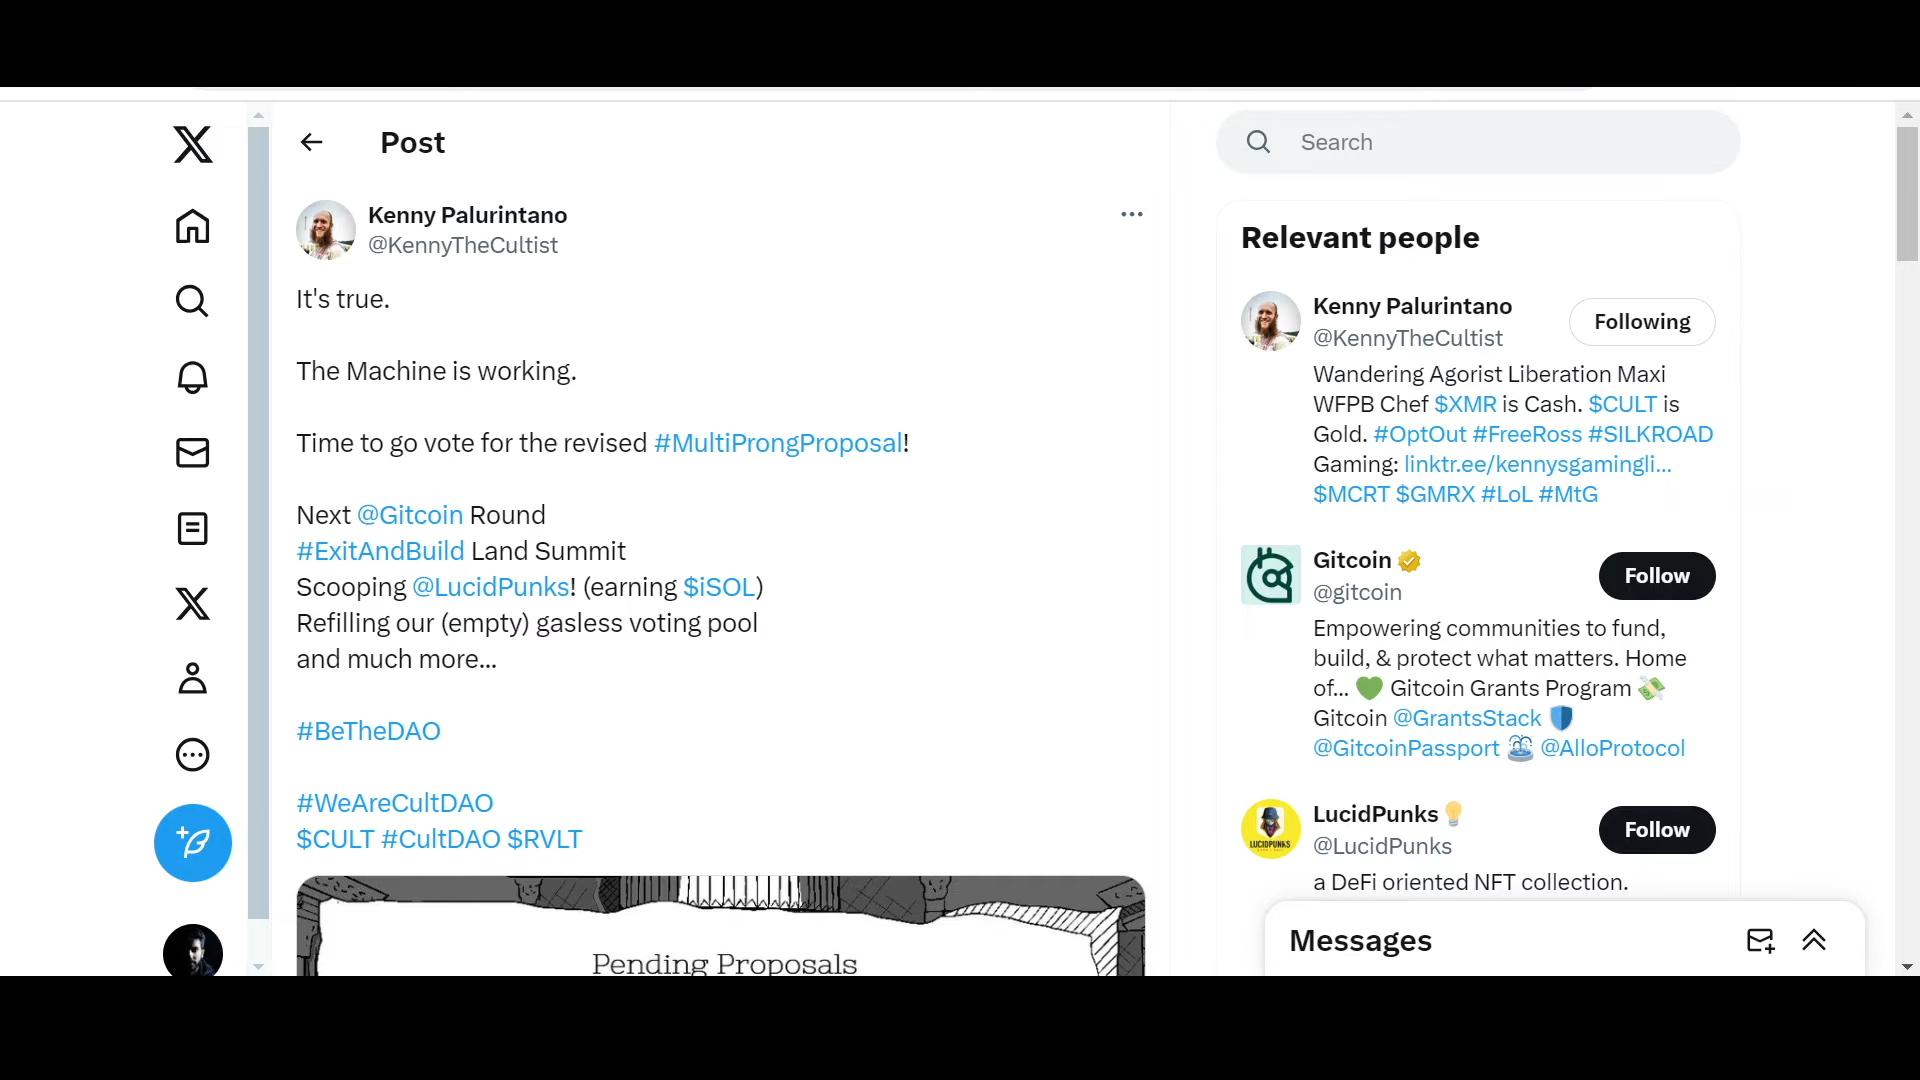 Post
Search
Kenny Palurintano
@KennyTheCultist
It's true.
The Machine is working.
Time to go vote for the revised #MultiProngProposal!
Next @Gitcoin Round
#ExitAndBuild Land Summit
Scooping @LucidPunks! (earning $iSOL)
Refilling our (empty) gasless voting pool
and much more...
#BeTheDAO
#WeAreCultDAO
$CULT #CultDAO $RVLT
Pending Proposals
Relevant people
Kenny Palurintano
@KennyTheCultist
Following
Wandering Agorist Liberation Maxi
WFPB Chef $XMR is Cash. $CULT is
Gold. #OptOut #FreeRoss #SILKROAD
Gaming: linktr.ee/kennysgamingli...
$MCRT $GMRX #LoL #MtG
Gitcoin
@gitcoin
Follow
Empowering communities to fund,
build, & protect what matters. Home
of... 💚 Gitcoin Grants Program 💸
Gitcoin @GrantsStack 🛡️
@GitcoinPassport ⛲ @AlloProtocol
LucidPunks💡
@LucidPunks
Follow
LUCIDPUNKS
a DeFi oriented NFT collection.
Messages